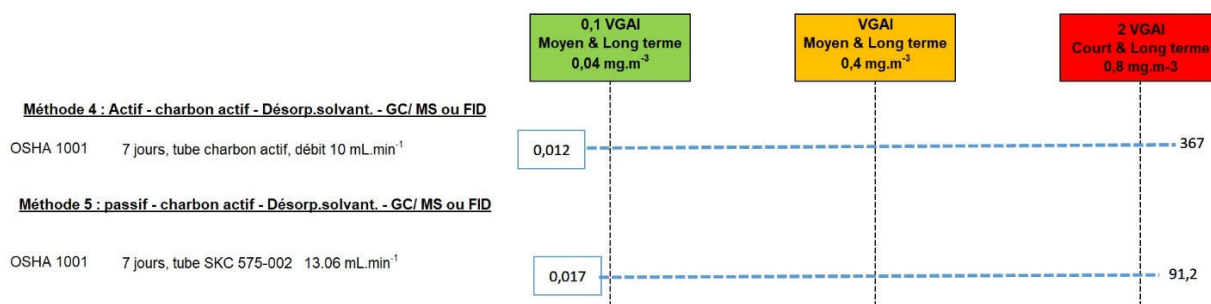 0,1 VGAI
Moyen & Long terme
0,04 mg.m-3
VGAI
Moyen & Long terme
0,4 mg.m-3
2 VGAI
Court & Long terme
0,8 mg.m-3
Méthode 4 : Actif - charbon actif - Désorp.solvant. - GC/ MS ou FID
OSHA 1001 7 jours, tube charbon actif, débit 10 mL.min-1 0,012 367
Méthode 5 : passif - charbon actif - Désorp.solvant. - GC/ MS ou FID
OSHA 1001 7 jours, tube SKC 575-002 13.06 mL.min-1 0,017 91,2